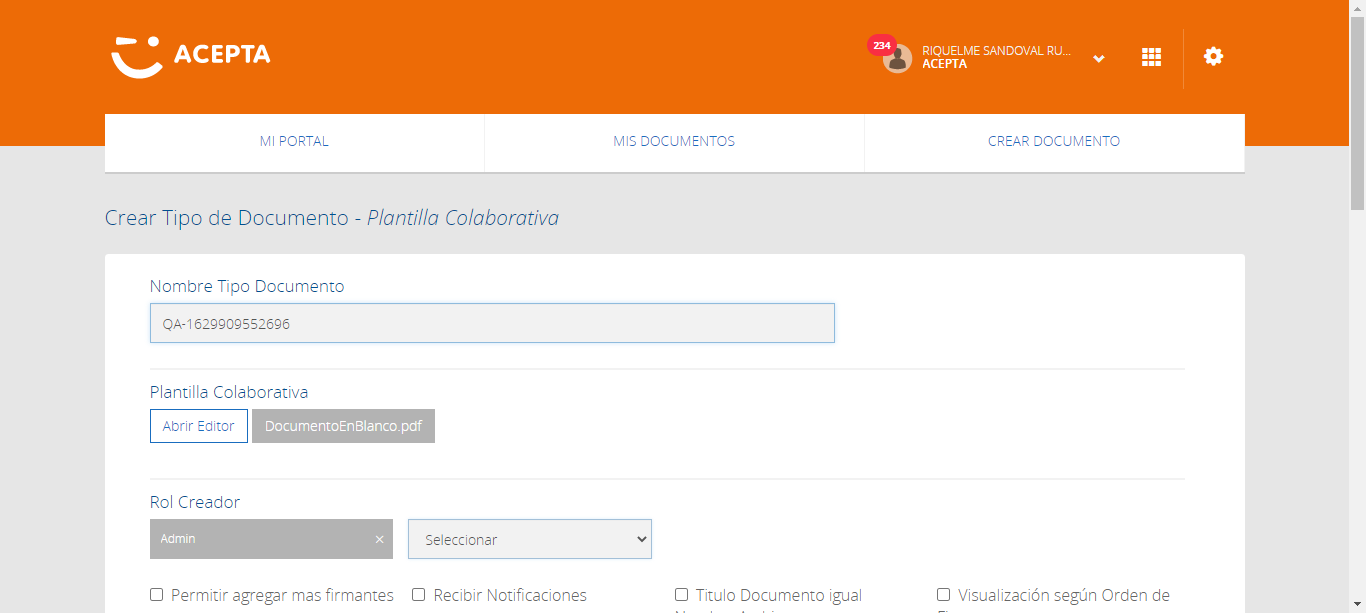 ACEPTA
234
RIQUELME SANDOVAL RU...
ACEPTA
MI PORTAL
MIS DOCUMENTOS
CREAR DOCUMENTO
Crear Tipo de Documento - Plantilla Colaborativa
Nombre Tipo Documento
QA-1629909552696
Plantilla Colaborativa
Abrir Editor
DocumentoEnBlanco.pdf
Rol Creador
Admin ×
Seleccionar
Permitir agregar mas firmantes
Recibir Notificaciones
Titulo Documento igual
Visualización según Orden de